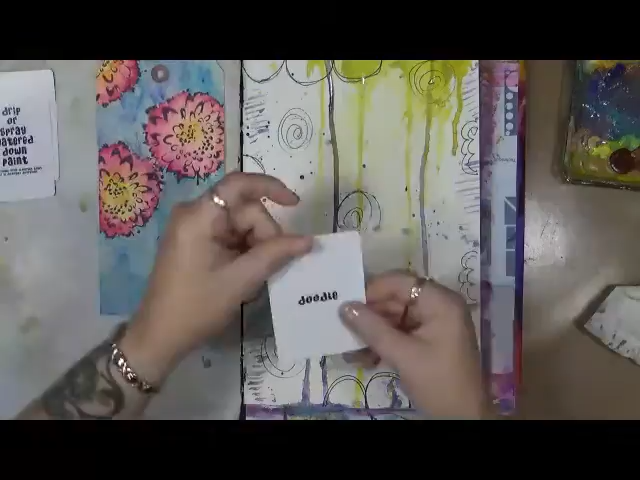 drip
or
spray
watered
down
paint
doodle